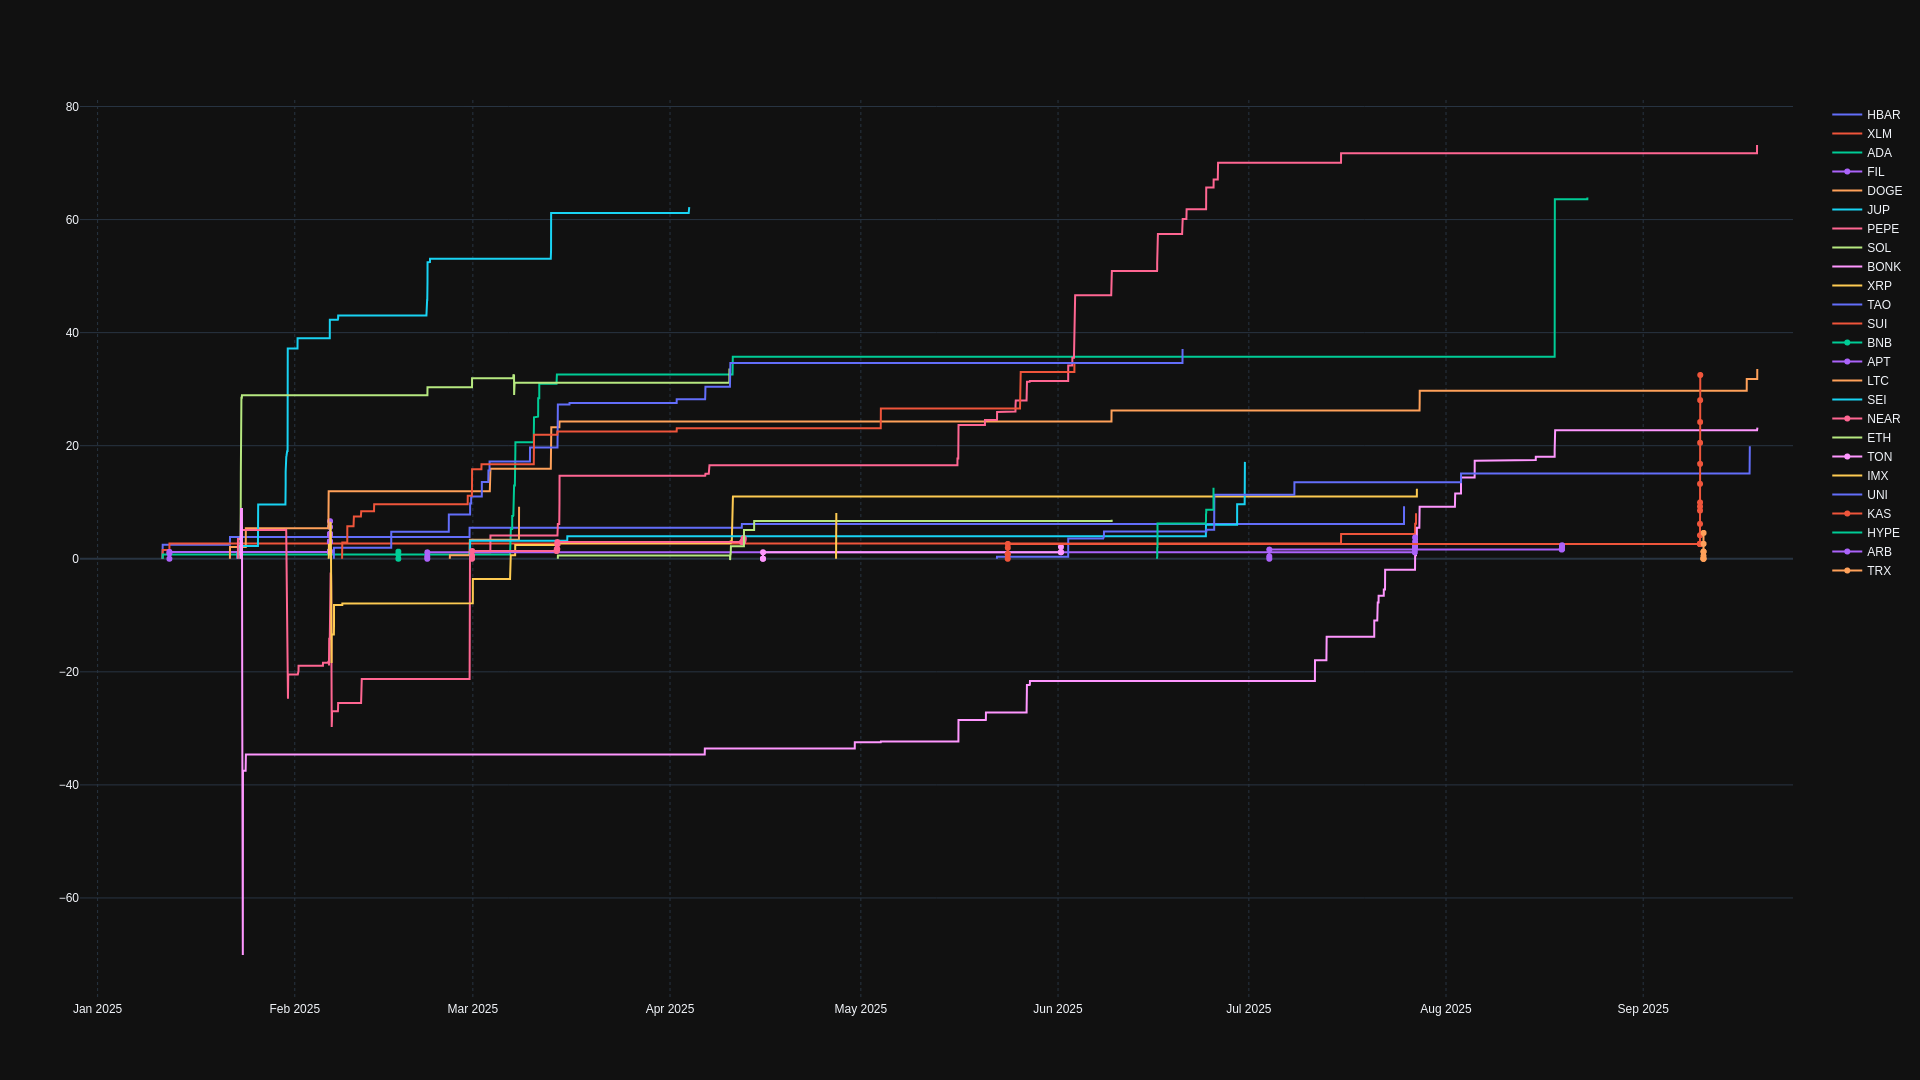 80
60
40
20
0
−20
−40
−60
Jan 2025
Feb 2025
Mar 2025
Apr 2025
May 2025
Jun 2025
Jul 2025
Aug 2025
Sep 2025
HBAR
XLM
ADA
FIL
DOGE
JUP
PEPE
SOL
BONK
XRP
TAO
SUI
BNB
APT
LTC
SEI
NEAR
ETH
TON
IMX
UNI
KAS
HYPE
ARB
TRX